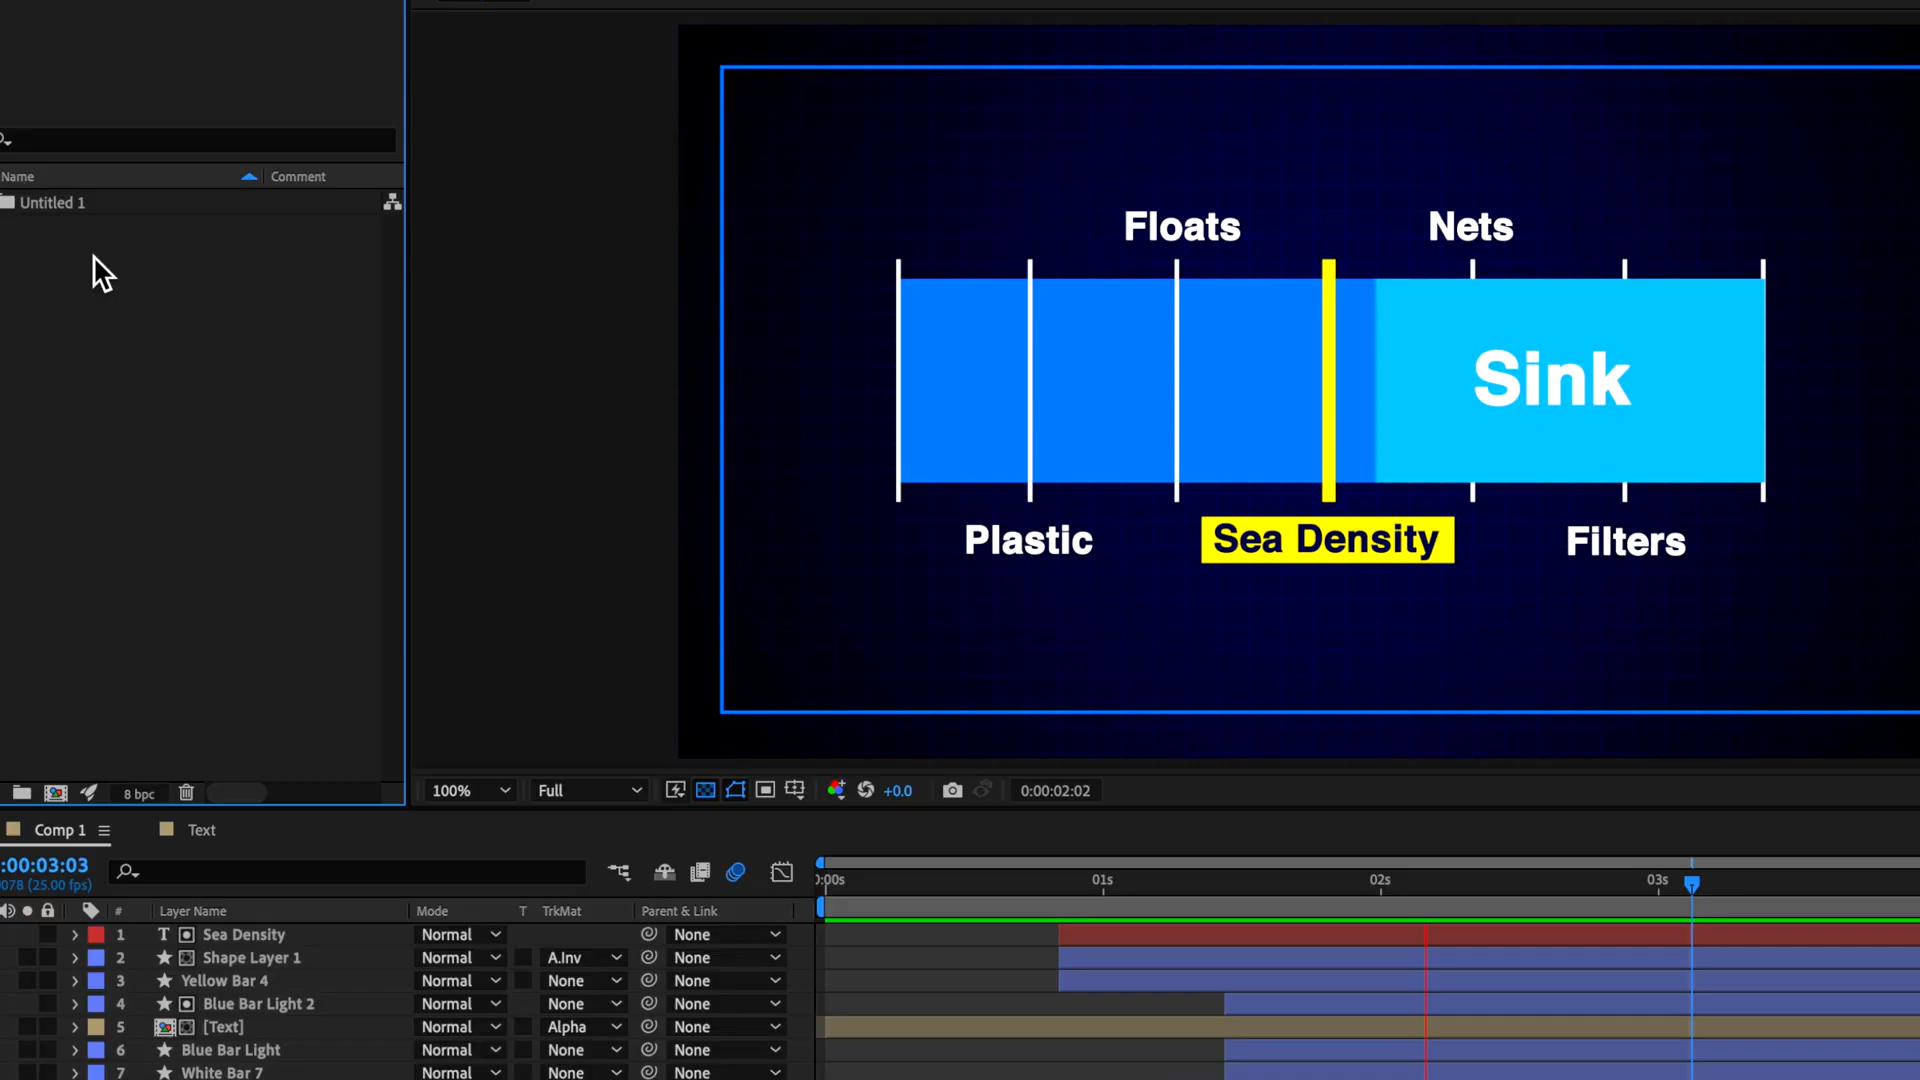 Name Comment
Untitled 1
Floats Nets
Sink
Plastic Sea Density Filters
8 bpc
100% Full +0.0 0:00:02:02
Comp 1 Text
:00:03:03
0078 (25.00 fps)
0:00s 01s 02s 03s
# Layer Name Mode T TrkMat Parent & Link
1 T Sea Density Normal None
2 Shape Layer 1 Normal A.Inv None
3 Yellow Bar 4 Normal None None
4 Blue Bar Light 2 Normal None None
5 [Text] Normal Alpha None
6 Blue Bar Light Normal None None
7 White Bar 7 Normal None None